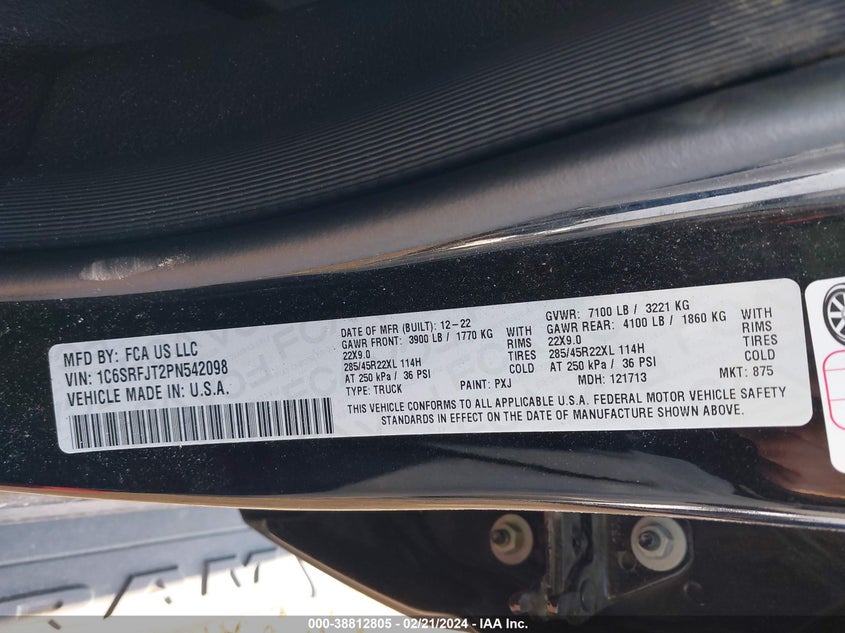 MFD BY: FCA US LLC
VIN: 1C6SRFJT2PN542098
VEHICLE MADE IN: U.S.A.
DATE OF MFR (BUILT): 12-22
GAWR FRONT: 3900 LB / 1770 KG WITH
22X9.0 RIMS
285/45R22XL 114H TIRES
AT 250 kPa / 36 PSI COLD
TYPE: TRUCK PAINT: PXJ
GVWR: 7100 LB / 3221 KG
GAWR REAR: 4100 LB / 1860 KG WITH
22X9.0 RIMS
285/45R22XL 114H TIRES
AT 250 kPa / 36 PSI COLD
MDH: 121713 MKT: 875
THIS VEHICLE CONFORMS TO ALL APPLICABLE U.S.A. FEDERAL MOTOR VEHICLE SAFETY
STANDARDS IN EFFECT ON THE DATE OF MANUFACTURE SHOWN ABOVE.
RAM
000-38812805 - 02/21/2024 - IAA Inc.